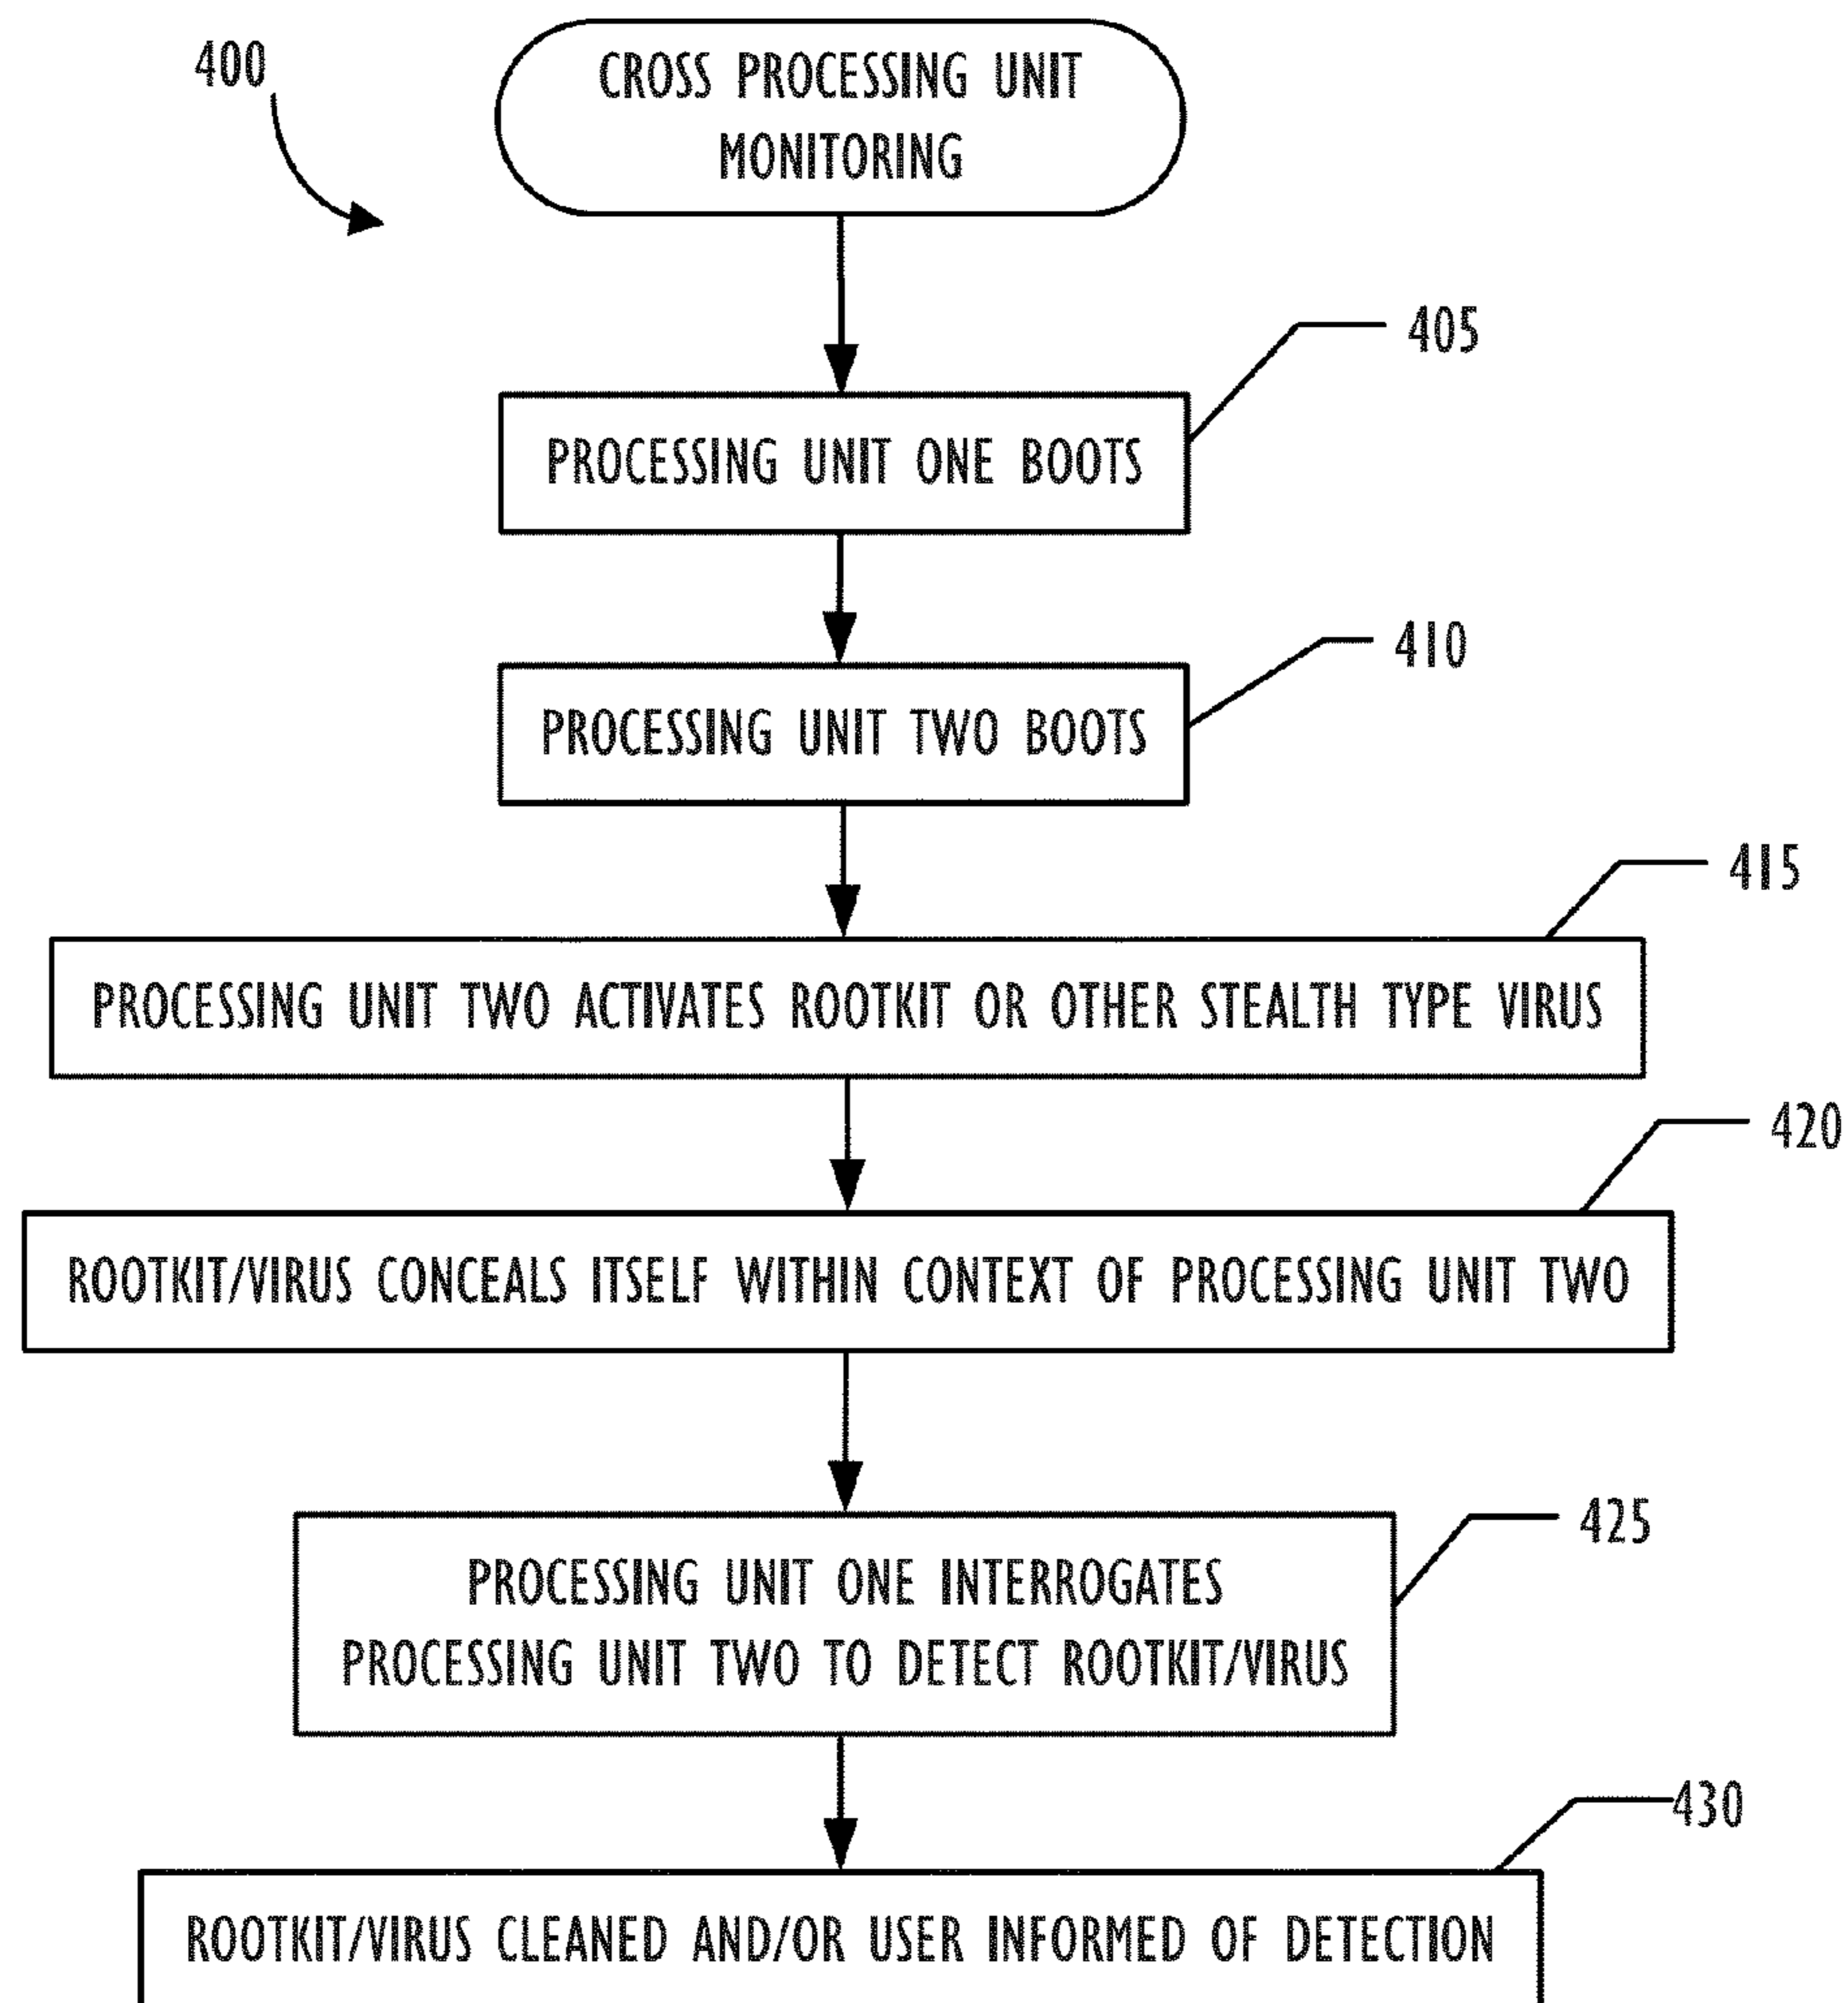 400
CROSS PROCESSING UNIT
MONITORING
405
PROCESSING UNIT ONE BOOTS
410
PROCESSING UNIT TWO BOOTS
415
PROCESSING UNIT TWO ACTIVATES ROOTKIT OR OTHER STEALTH TYPE VIRUS
420
ROOTKIT/VIRUS CONCEALS ITSELF WITHIN CONTEXT OF PROCESSING UNIT TWO
425
PROCESSING UNIT ONE INTERROGATES
PROCESSING UNIT TWO TO DETECT ROOTKIT/VIRUS
430
ROOTKIT/VIRUS CLEANED AND/OR USER INFORMED OF DETECTION